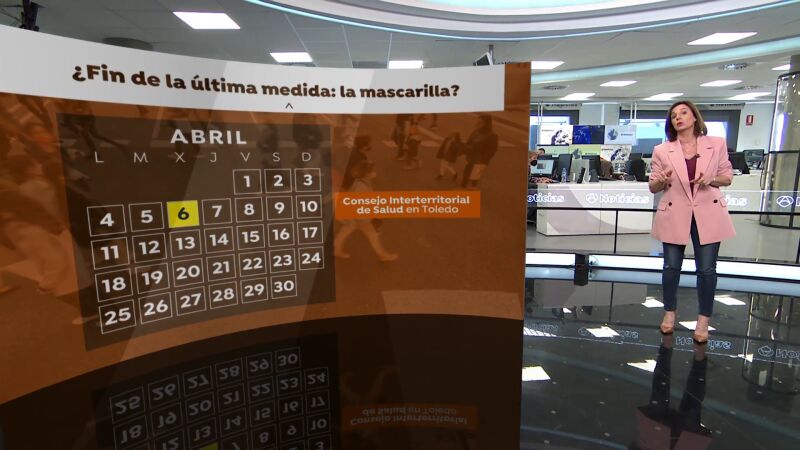 ¿Fin de la última medida: la mascarilla?
ABRIL
L M X J V S D
1 2 3
4 5 6 7 8 9 10
11 12 13 14 15 16 17
18 19 20 21 22 23 24
25 26 27 28 29 30
Consejo Interterritorial
de Salud en Toledo
Noticias
Noticias